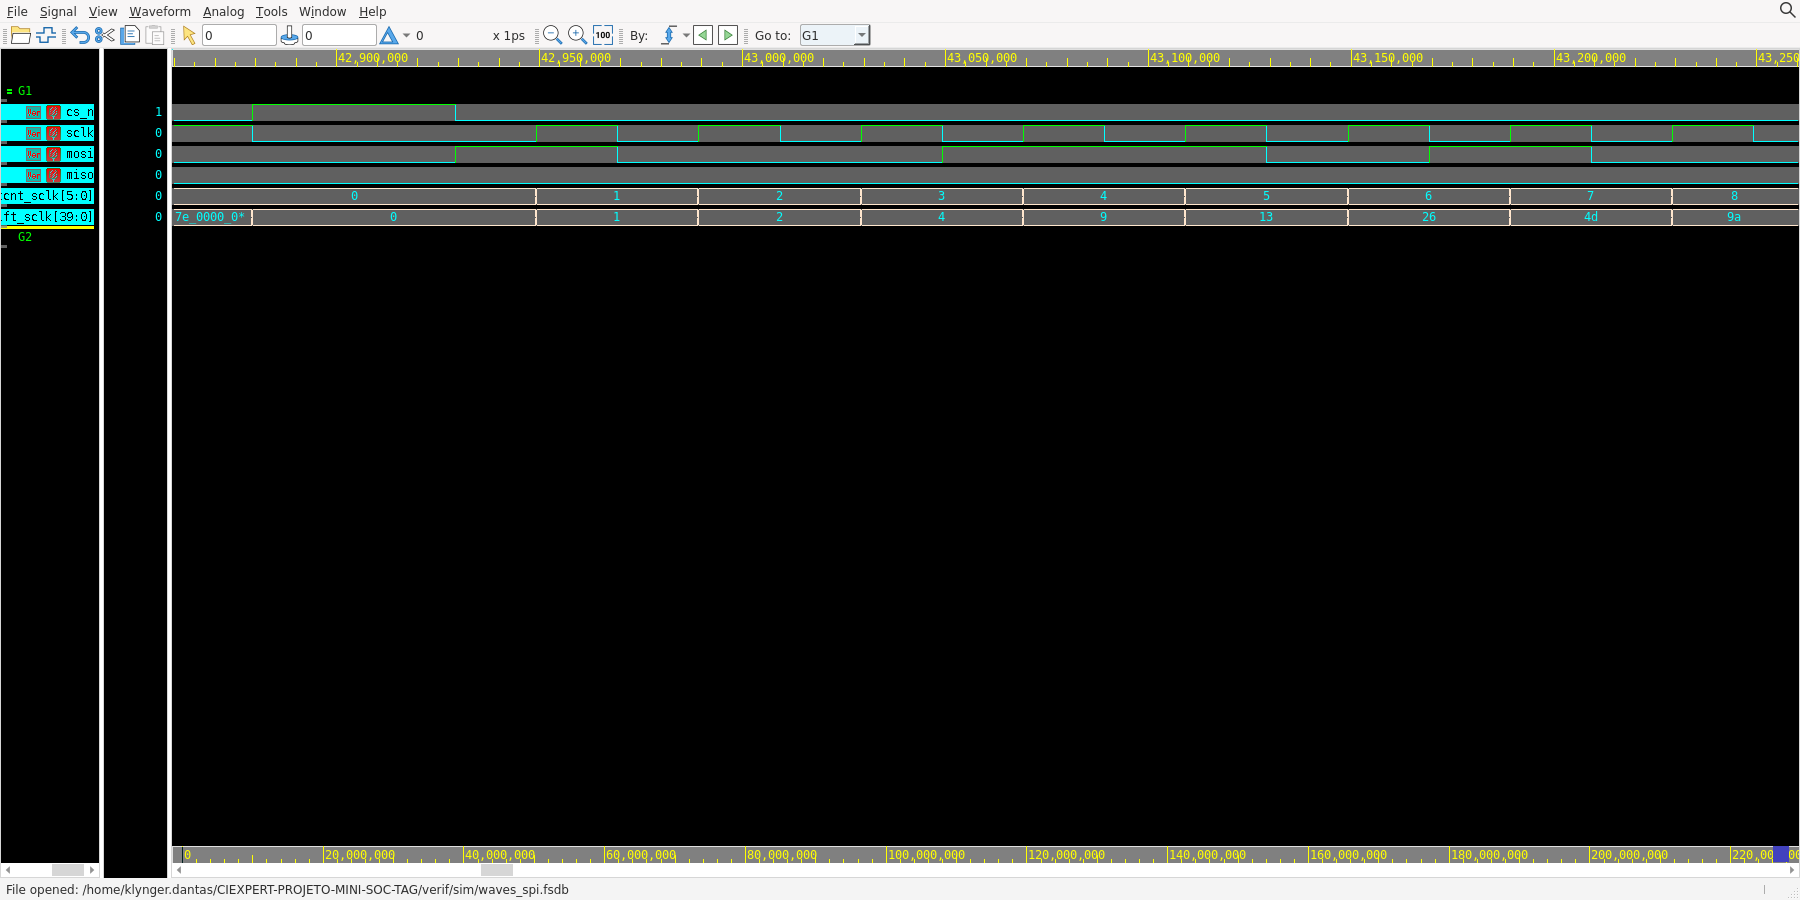 File Signal View Waveform Analog Tools Window Help
0 0 0 x 1ps 100 By: Go to: G1
42,900,000 42,950,000 43,000,000 43,050,000 43,100,000 43,150,000 43,200,000 43,250
= G1
cs_n 1
sclk 0
mosi 0
miso 0
cnt_sclk[5:0] 0 0 1 2 3 4 5 6 7 8
ft_sclk[39:0] 0 7e_0000_0* 0 1 2 4 9 13 26 4d 9a
G2
0 20,000,000 40,000,000 60,000,000 80,000,000 100,000,000 120,000,000 140,000,000 160,000,000 180,000,000 200,000,000 220,0
File opened: /home/klynger.dantas/CIEXPERT-PROJETO-MINI-SOC-TAG/verif/sim/waves_spi.fsdb